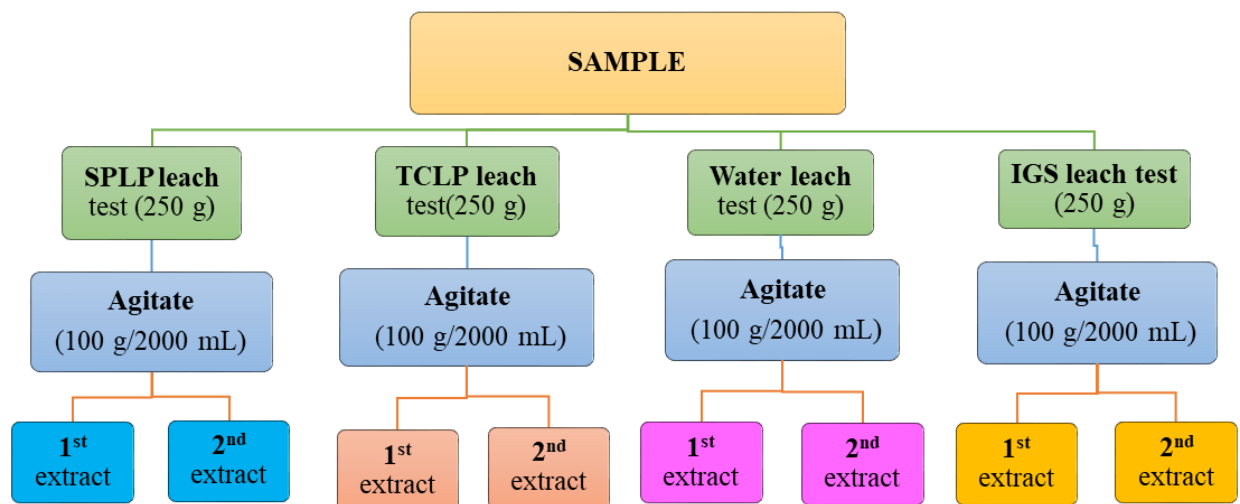 SAMPLE
SPLP leach
test (250 g)
TCLP leach
test(250 g)
Water leach
test (250 g)
IGS leach test
(250 g)
Agitate
(100 g/2000 mL)
Agitate
(100 g/2000 mL)
Agitate
(100 g/2000 mL)
Agitate
(100 g/2000 mL)
1st
extract
2nd
extract
1st
extract
2nd
extract
1st
extract
2nd
extract
1st
extract
2nd
extract